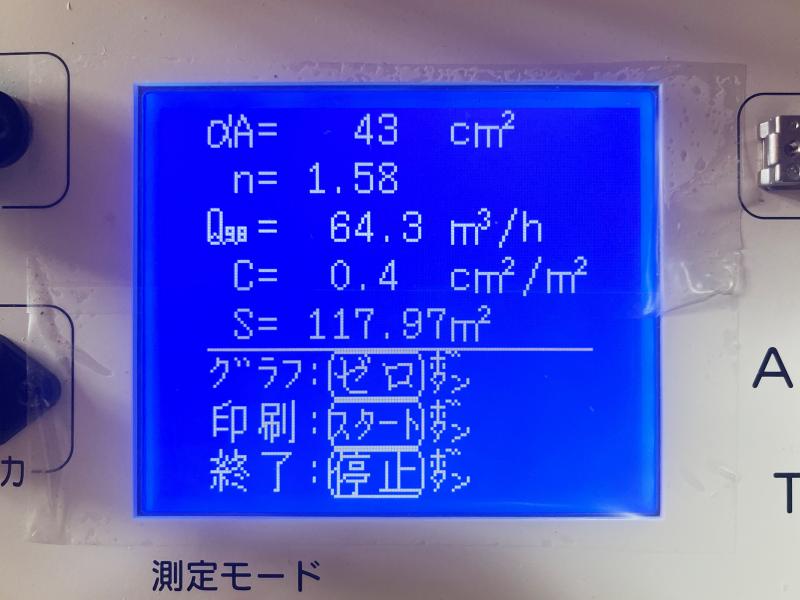 αA= 43 cm²
n= 1.58
Q9.8= 64.3 m³/h
C= 0.4 cm²/m²
S= 117.97m²
グラフ:(ゼロ)ボタン
印刷:(スタート)ボタン
終了:(停止)ボタン
カ
A
T
測定モード